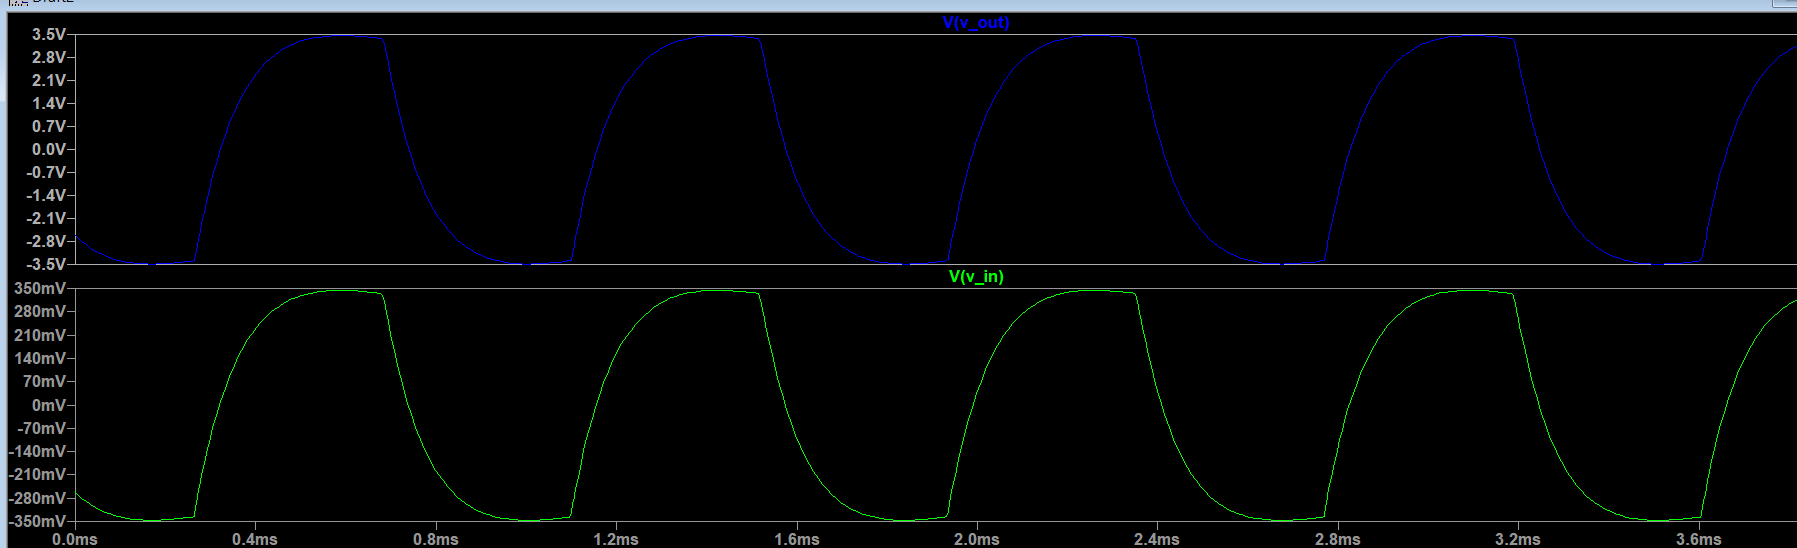 V(v_out)
3.5V
2.8V
2.1V
1.4V
0.7V
0.0V
-0.7V
-1.4V
-2.1V
-2.8V
-3.5V
V(v_in)
350mV
280mV
210mV
140mV
70mV
0mV
-70mV
-140mV
-210mV
-280mV
-350mV
0.0ms 0.4ms 0.8ms 1.2ms 1.6ms 2.0ms 2.4ms 2.8ms 3.2ms 3.6ms